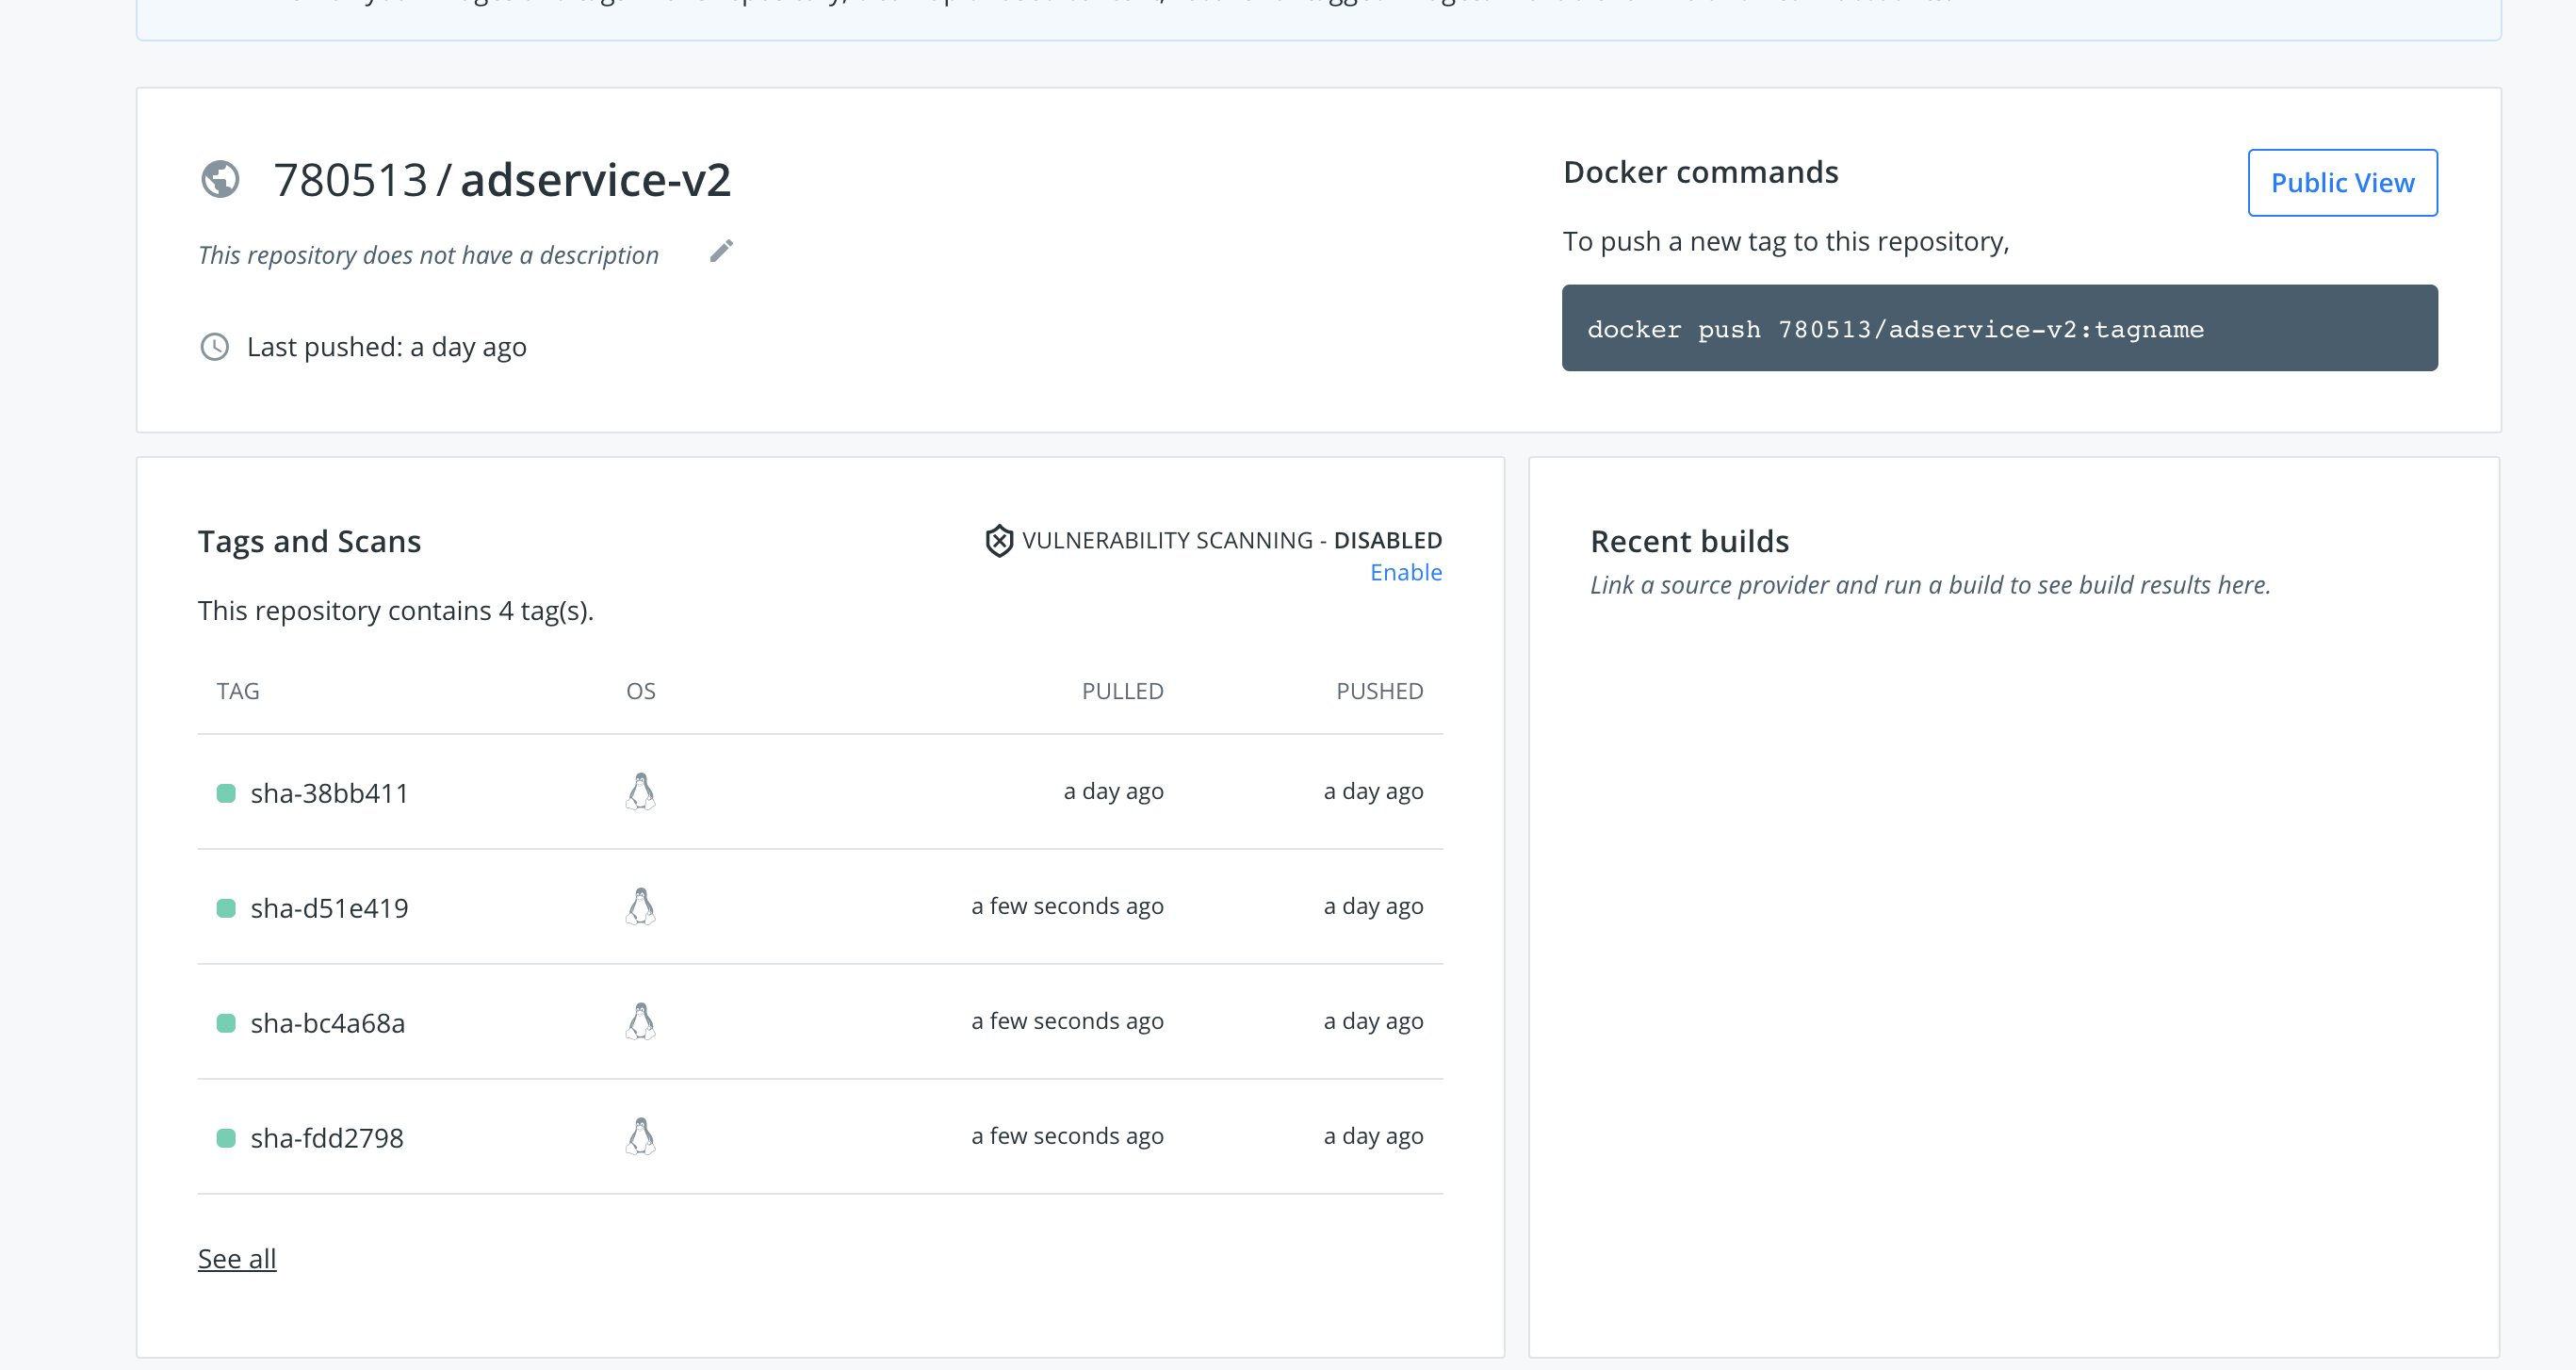 780513 / adservice-v2
This repository does not have a description
Last pushed: a day ago
Docker commands
Public View
To push a new tag to this repository,
docker push 780513/adservice-v2:tagname
Tags and Scans
VULNERABILITY SCANNING - DISABLED
Enable
This repository contains 4 tag(s).
TAG OS PULLED PUSHED
sha-38bb411 a day ago a day ago
sha-d51e419 a few seconds ago a day ago
sha-bc4a68a a few seconds ago a day ago
sha-fdd2798 a few seconds ago a day ago
See all
Recent builds
Link a source provider and run a build to see build results here.